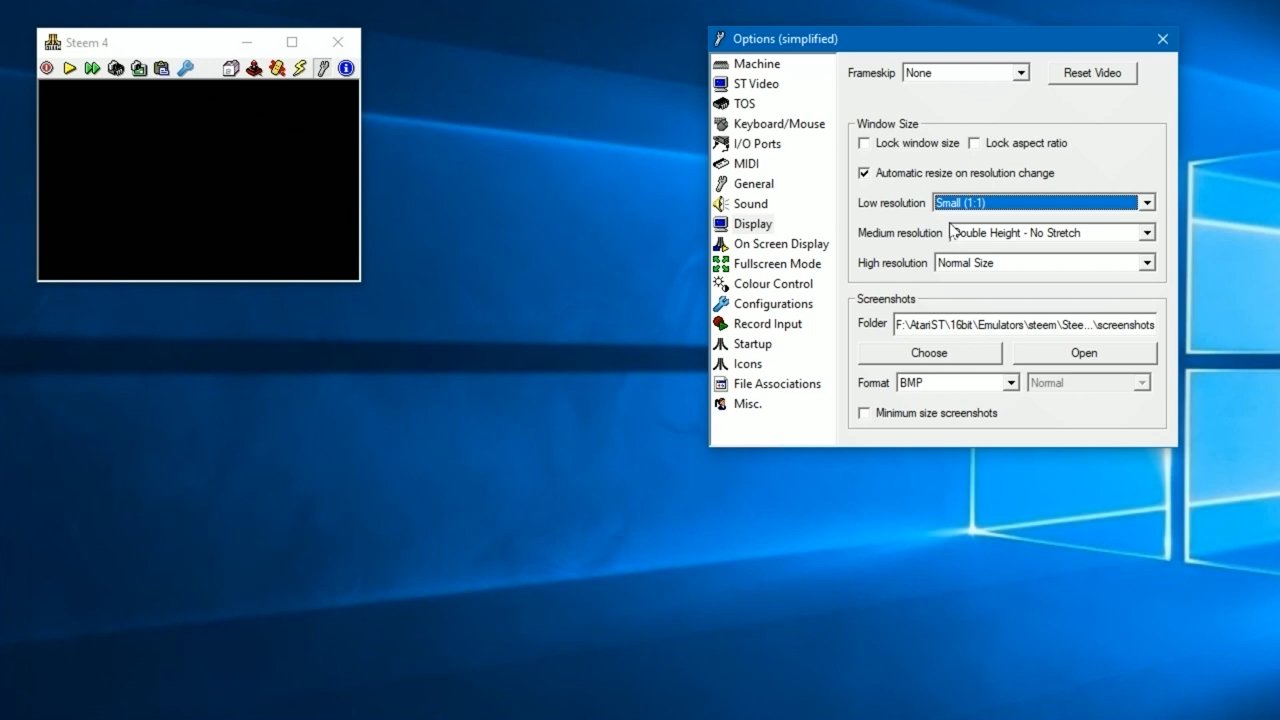 Steem 4
Options (simplified)
Machine
ST Video
TOS
Keyboard/Mouse
I/O Ports
MIDI
General
Sound
Display
On Screen Display
Fullscreen Mode
Colour Control
Configurations
Record Input
Startup
Icons
File Associations
Misc.
Frameskip None Reset Video
Window Size
Lock window size Lock aspect ratio
Automatic resize on resolution change
Low resolution Small (1:1)
Medium resolution Double Height - No Stretch
High resolution Normal Size
Screenshots
Folder F:\AtariST\16bit\Emulators\steem\Stee...\screenshots
Choose Open
Format BMP Normal
Minimum size screenshots